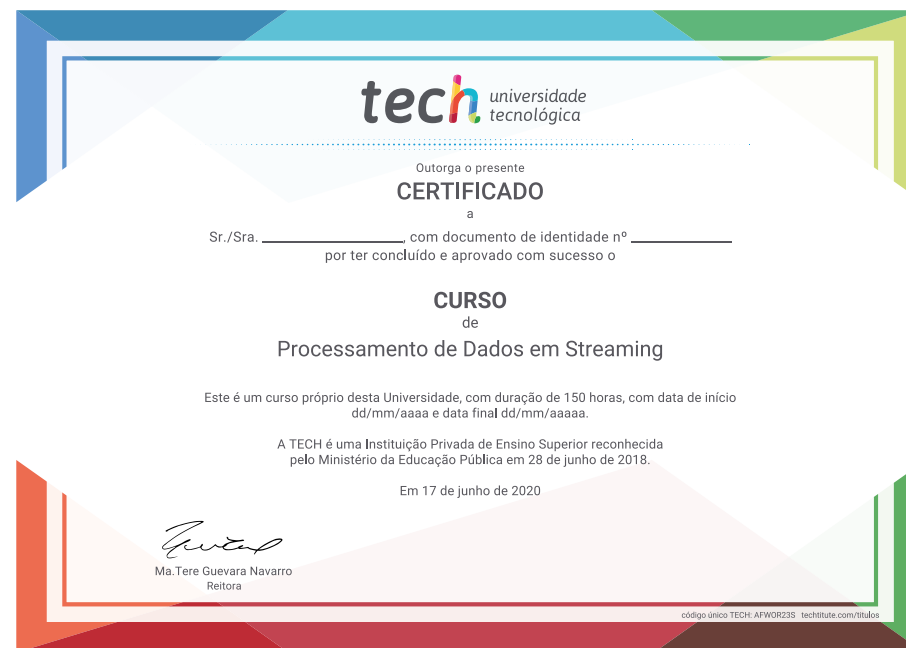 tech universidade
tecnológica
Outorga o presente
CERTIFICADO
a
Sr./Sra. ____________________, com documento de identidade nº ______________
por ter concluído e aprovado com sucesso o
CURSO
de
Processamento de Dados em Streaming
Este é um curso próprio desta Universidade, com duração de 150 horas, com data de início
dd/mm/aaaa e data final dd/mm/aaaaa.
A TECH é uma Instituição Privada de Ensino Superior reconhecida
pelo Ministério da Educação Pública em 28 de junho de 2018.
Em 17 de junho de 2020
Ma.Tere Guevara Navarro
Reitora
código único TECH: AFWOR23S techtitute.com/titulos